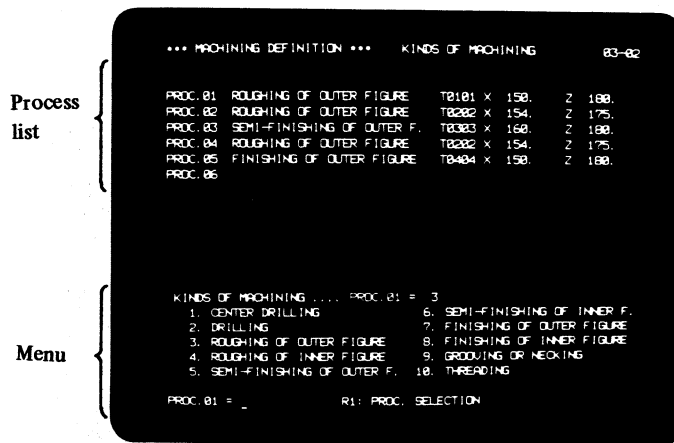 *** MACHINING DEFINITION *** KINDS OF MACHINING 03-02
Process list
PROC.01 ROUGHING OF OUTER FIGURE T0101 X 150. Z 180.
PROC.02 ROUGHING OF OUTER FIGURE T0202 X 154. Z 175.
PROC.03 SEMI-FINISHING OF OUTER F. T0303 X 160. Z 180.
PROC.04 ROUGHING OF OUTER FIGURE T0202 X 154. Z 175.
PROC.05 FINISHING OF OUTER FIGURE T0404 X 150. Z 180.
PROC.06
Menu
KINDS OF MACHINING .... PROC.01 = 3
1. CENTER DRILLING 6. SEMI-FINISHING OF INNER F.
2. DRILLING 7. FINISHING OF OUTER FIGURE
3. ROUGHING OF OUTER FIGURE 8. FINISHING OF INNER FIGURE
4. ROUGHING OF INNER FIGURE 9. GROOVING OR NECKING
5. SEMI-FINISHING OF OUTER F. 10. THREADING
PROC.01 = _ R1: PROC. SELECTION